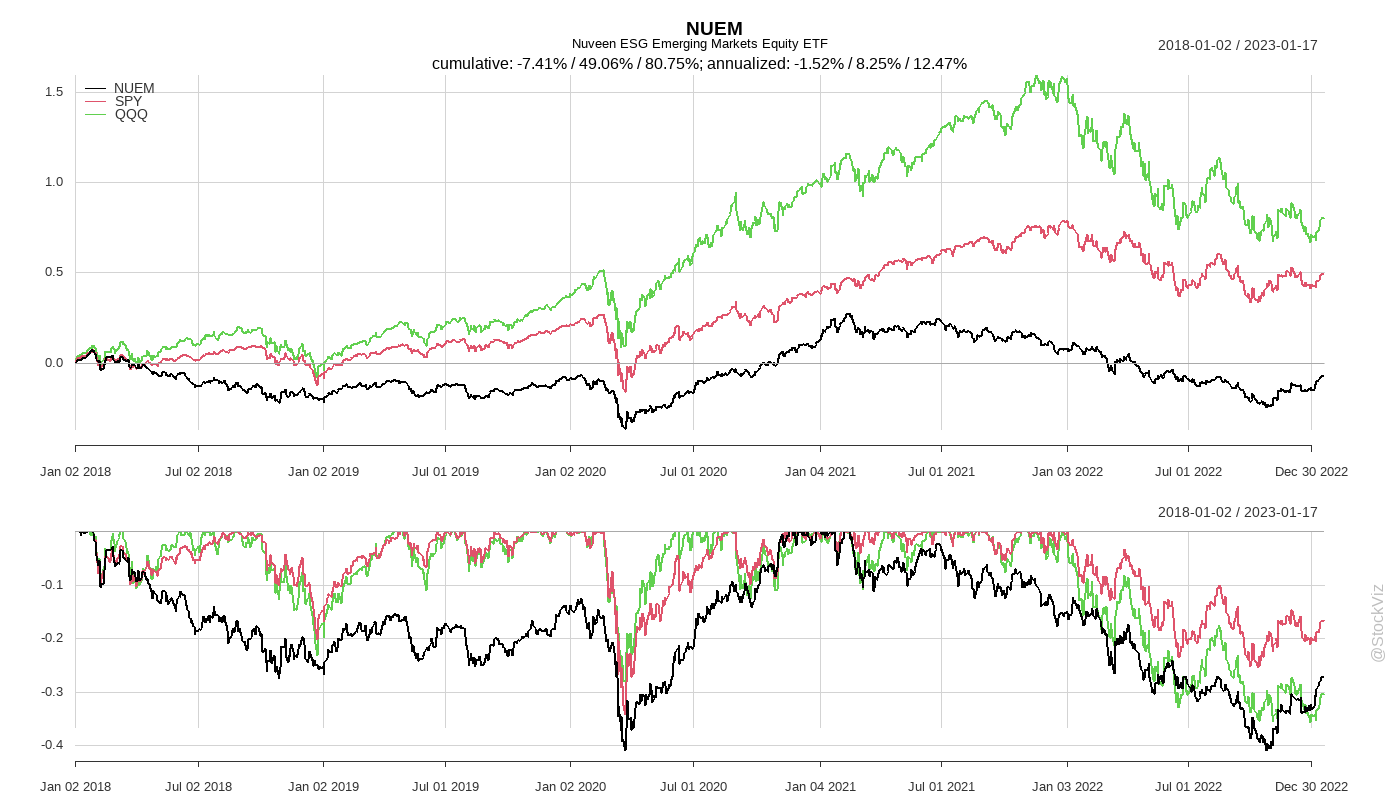 NUEM
Nuveen ESG Emerging Markets Equity ETF
2018-01-02 / 2023-01-17
cumulative: -7.41% / 49.06% / 80.75%; annualized: -1.52% / 8.25% / 12.47%
NUEM
SPY
QQQ
1.5
1.0
0.5
0.0
Jan 02 2018 Jul 02 2018 Jan 02 2019 Jul 01 2019 Jan 02 2020 Jul 01 2020 Jan 04 2021 Jul 01 2021 Jan 03 2022 Jul 01 2022 Dec 30 2022
2018-01-02 / 2023-01-17
-0.1
-0.2
-0.3
-0.4
Jan 02 2018 Jul 02 2018 Jan 02 2019 Jul 01 2019 Jan 02 2020 Jul 01 2020 Jan 04 2021 Jul 01 2021 Jan 03 2022 Jul 01 2022 Dec 30 2022
@StockViz